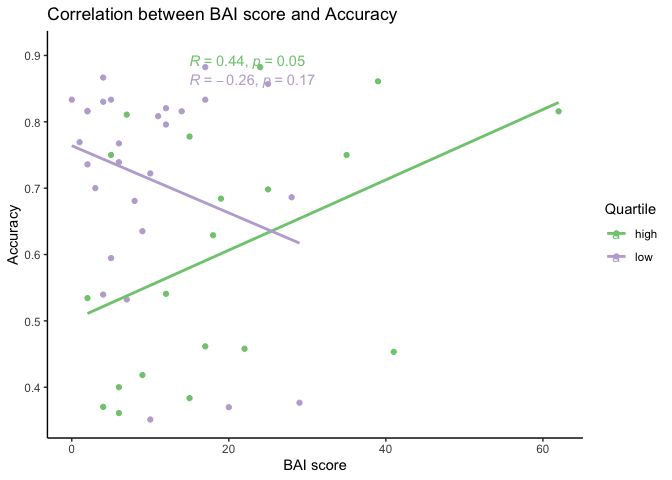 Correlation between BAI score and Accuracy
R = 0.44, p = 0.05
R = −0.26, p = 0.17
0.9
0.8
0.7
0.6
0.5
0.4
Accuracy
0 20 40 60
BAI score
Quartile
high
low